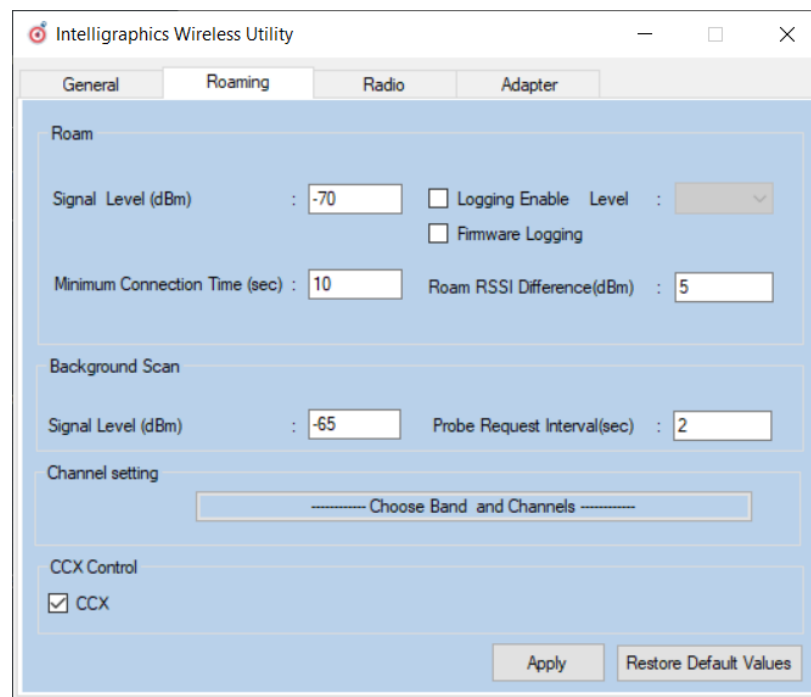 Intelligraphics Wireless Utility
General Roaming Radio Adapter
Roam
Signal Level (dBm) : -70 Logging Enable Level :
Firmware Logging
Minimum Connection Time (sec) : 10 Roam RSSI Difference(dBm) : 5
Background Scan
Signal Level (dBm) : -65 Probe Request Interval(sec) : 2
Channel setting
------------ Choose Band and Channels ------------
CCX Control
CCX
Apply Restore Default Values